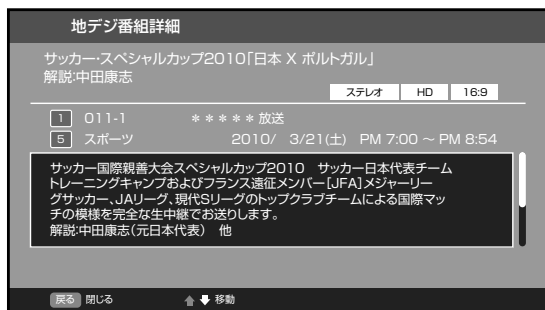 地デジ番組詳細
サッカー・スペシャルカップ2010「日本 X ポルトガル」
解説:中田康志
ステレオ HD 16:9
1 011-1 ＊＊＊＊＊放送
5 スポーツ 2010/ 3/21(土) PM 7:00 ～ PM 8:54
サッカー国際親善大会スペシャルカップ2010 サッカー日本代表チーム
トレーニングキャンプおよびフランス遠征メンバー[JFA]メジャーリー
グサッカー、JAリーグ、現代Sリーグのトップクラブチームによる国際マッ
チの模様を完全な生中継でお送りします。
解説:中田康志(元日本代表) 他
戻る 閉じる 移動